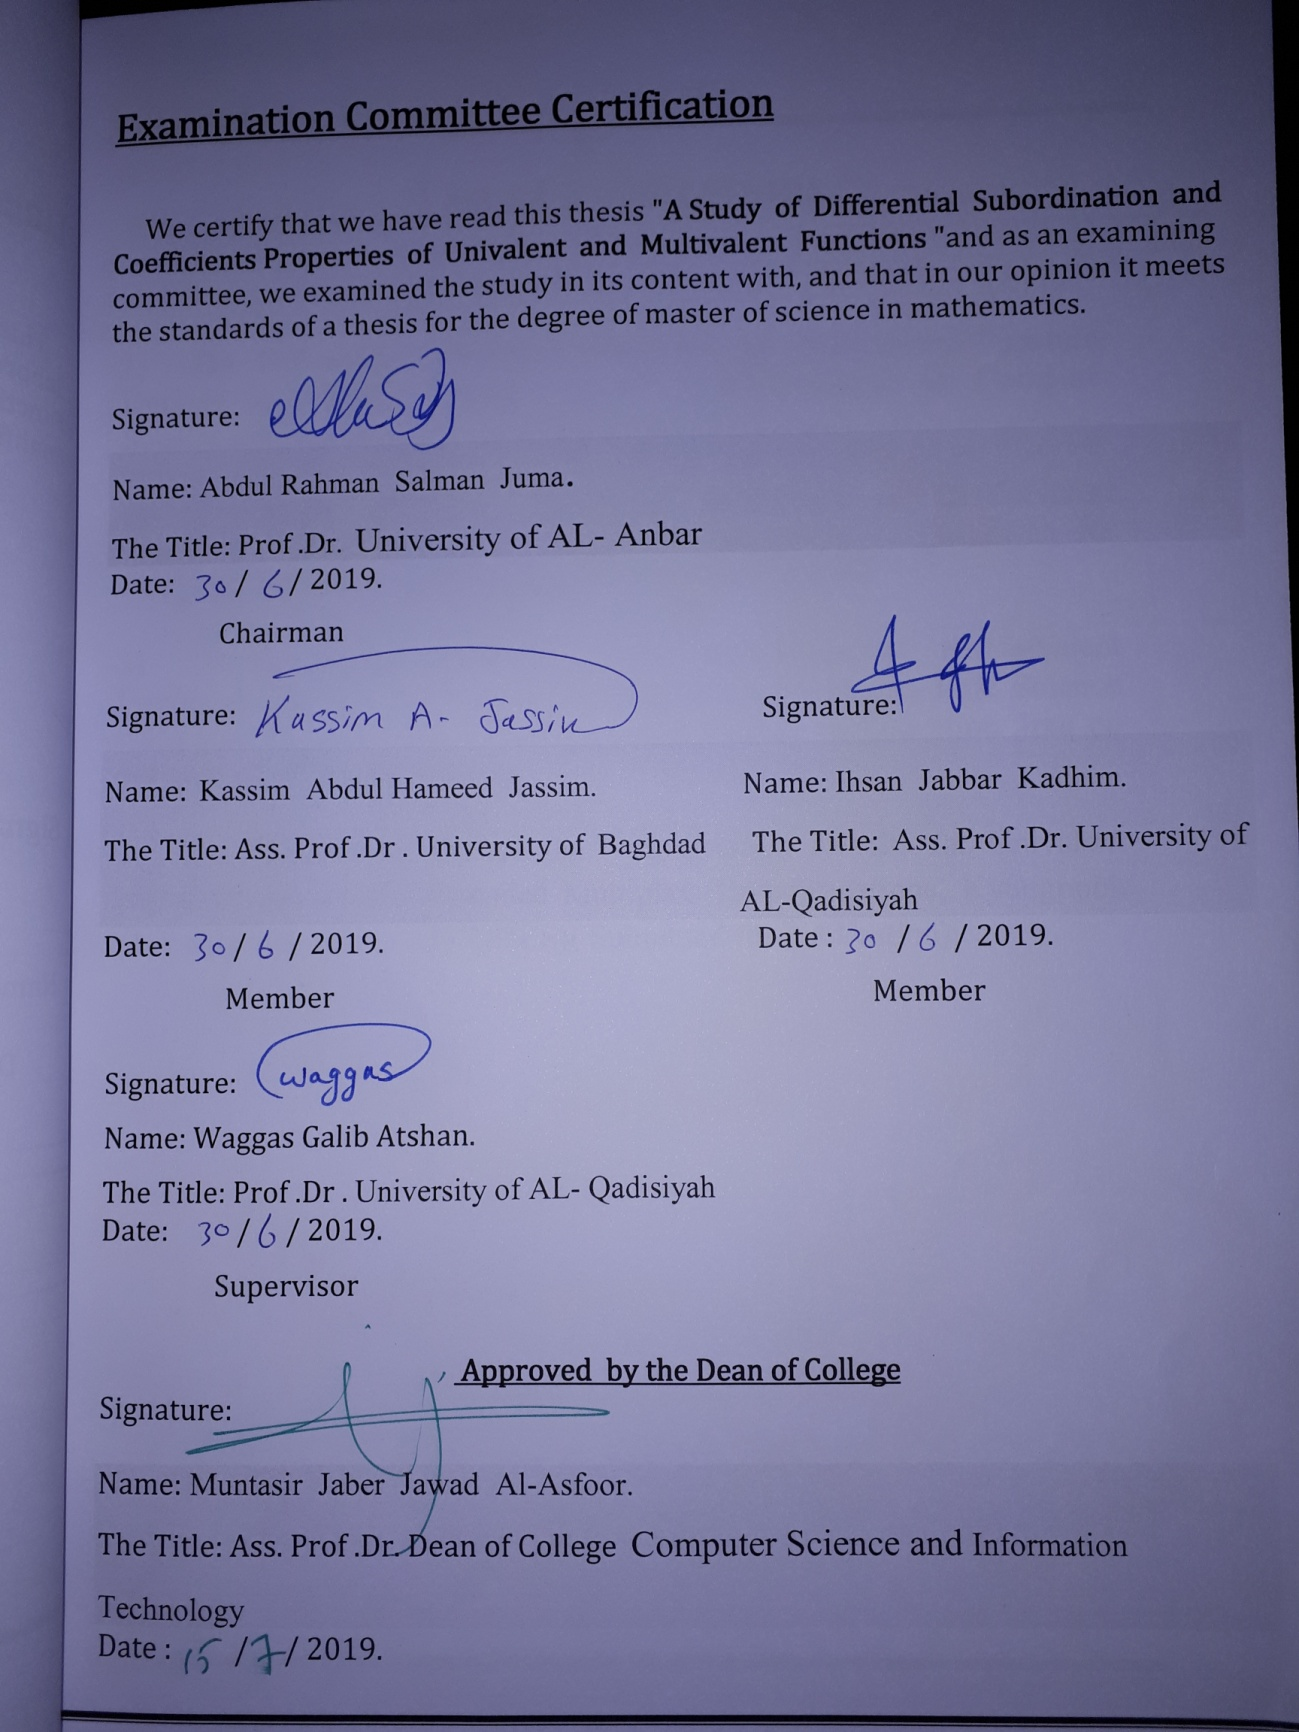 Examination Committee Certification
We certify that we have read this thesis "A Study of Differential Subordination and
Coefficients Properties of Univalent and Multivalent Functions "and as an examining
committee, we examined the study in its content with, and that in our opinion it meets
the standards of a thesis for the degree of master of science in mathematics.
Signature:
Name: Abdul Rahman Salman Juma.
The Title: Prof.Dr. University of AL- Anbar
Date: 30/ 6/ 2019.
Chairman
Signature: Kassim A- Jassim
Name: Kassim Abdul Hameed Jassim.
The Title: Ass. Prof.Dr. University of Baghdad
Date: 30/ 6 / 2019.
Member
Signature:
Name: Ihsan Jabbar Kadhim.
The Title: Ass. Prof.Dr. University of
AL-Qadisiyah
Date : 30 / 6 / 2019.
Member
Signature: waggas
Name: Waggas Galib Atshan.
The Title: Prof.Dr. University of AL- Qadisiyah
Date: 30/6/ 2019.
Supervisor
Approved by the Dean of College
Signature:
Name: Muntasir Jaber Jawad Al-Asfoor.
The Title: Ass. Prof.Dr. Dean of College Computer Science and Information
Technology
Date : 15 /7/ 2019.